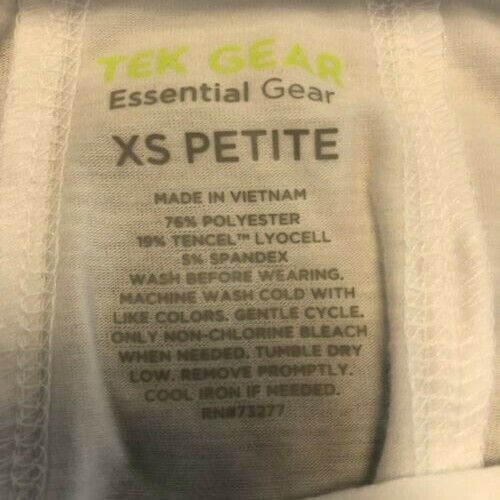 TEK GEAR
Essential Gear
XS PETITE
MADE IN VIETNAM
76% POLYESTER
19% TENCEL™ LYOCELL
5% SPANDEX
WASH BEFORE WEARING.
MACHINE WASH COLD WITH
LIKE COLORS. GENTLE CYCLE.
ONLY NON-CHLORINE BLEACH
WHEN NEEDED. TUMBLE DRY
LOW. REMOVE PROMPTLY.
COOL IRON IF NEEDED.
RN#73277